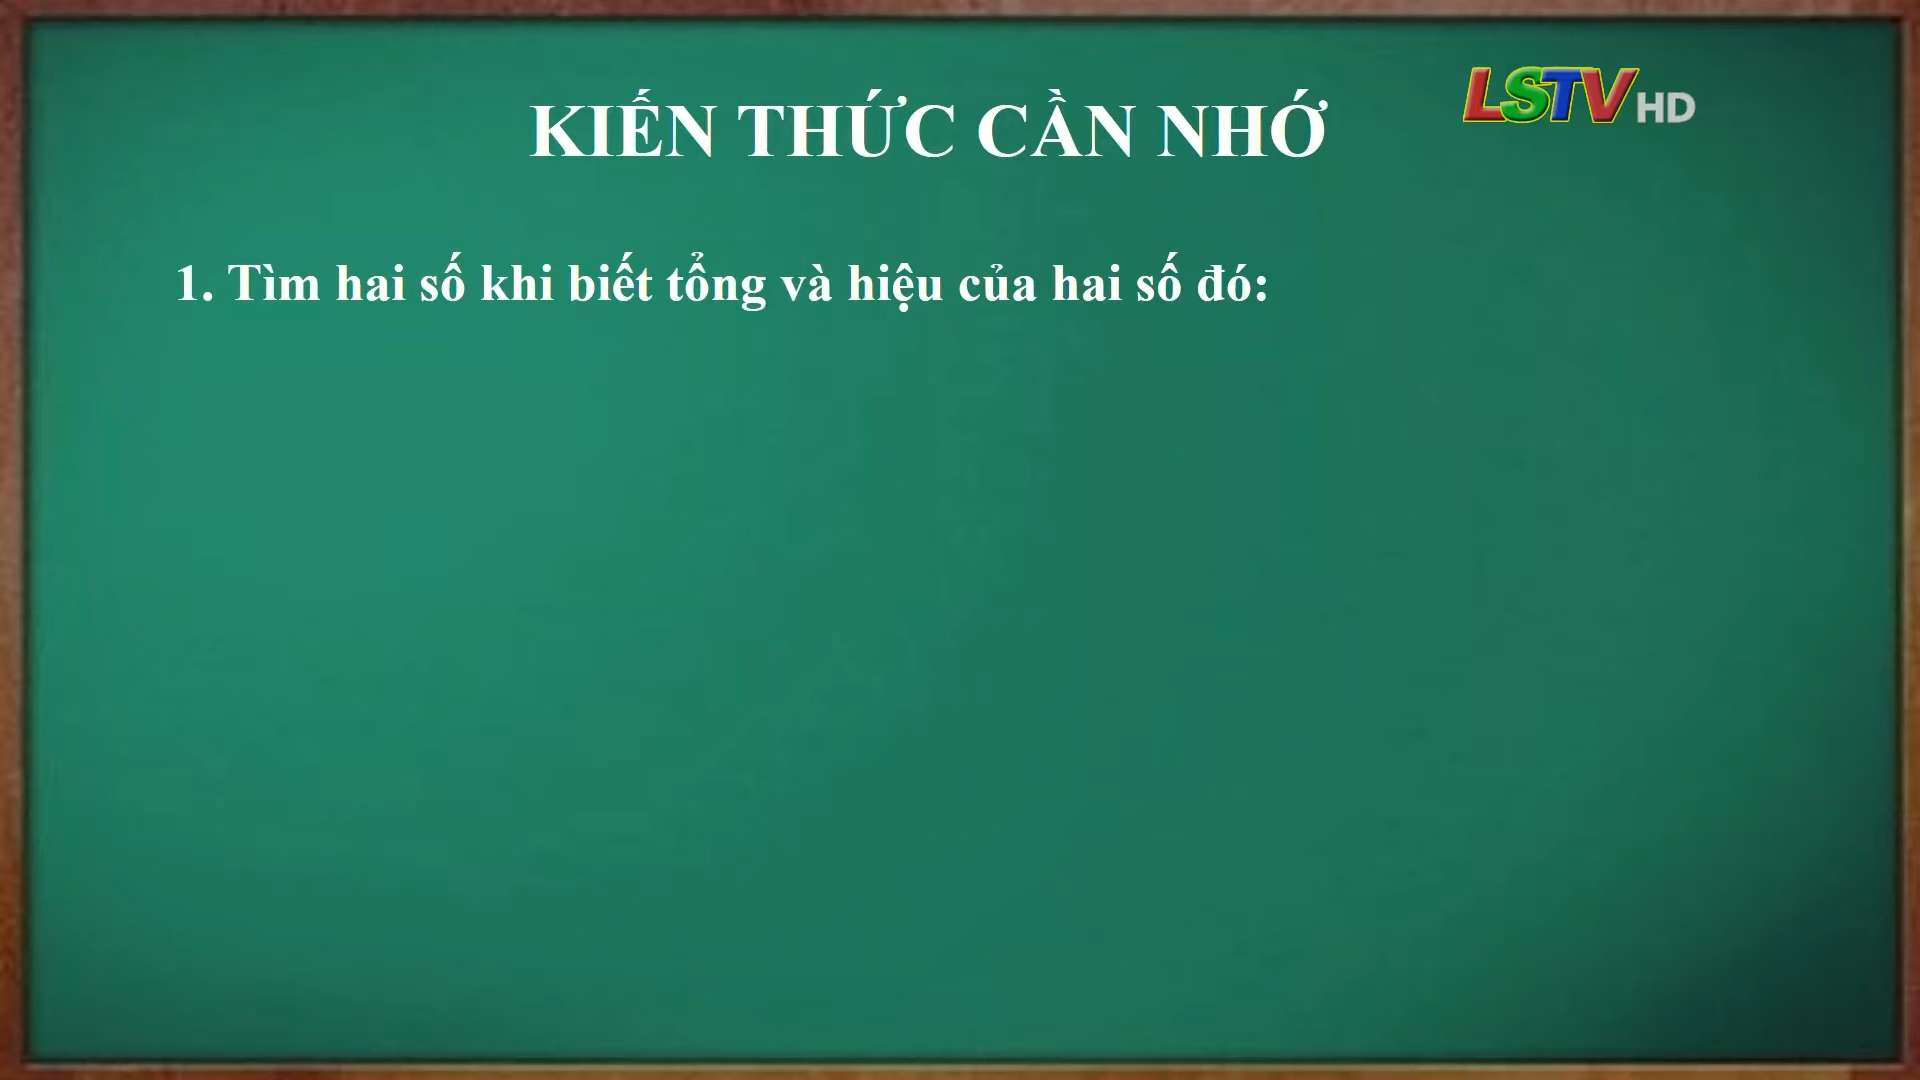 LSTV HD
KIẾN THỨC CẦN NHỚ
1. Tìm hai số khi biết tổng và hiệu của hai số đó: